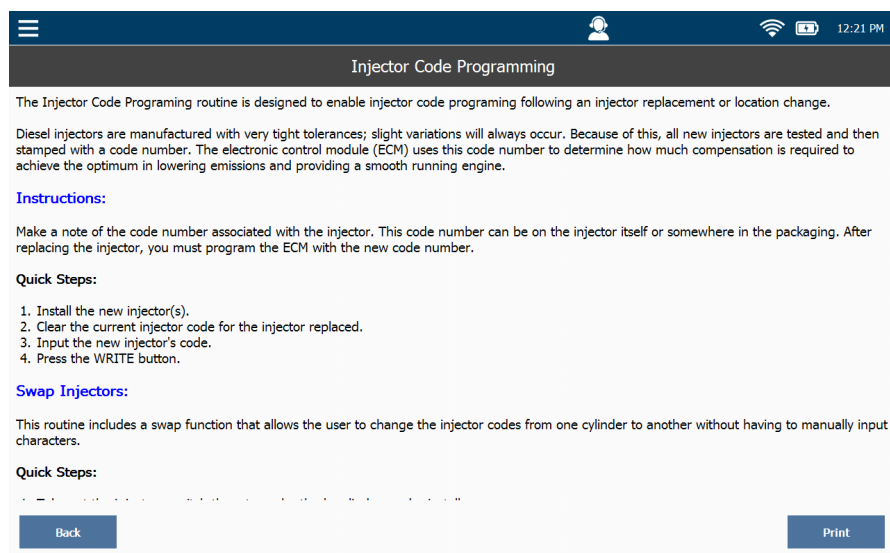 12:21 PM
Injector Code Programming
The Injector Code Programing routine is designed to enable injector code programing following an injector replacement or location change.
Diesel injectors are manufactured with very tight tolerances; slight variations will always occur. Because of this, all new injectors are tested and then
stamped with a code number. The electronic control module (ECM) uses this code number to determine how much compensation is required to
achieve the optimum in lowering emissions and providing a smooth running engine.
Instructions:
Make a note of the code number associated with the injector. This code number can be on the injector itself or somewhere in the packaging. After
replacing the injector, you must program the ECM with the new code number.
Quick Steps:
1. Install the new injector(s).
2. Clear the current injector code for the injector replaced.
3. Input the new injector's code.
4. Press the WRITE button.
Swap Injectors:
This routine includes a swap function that allows the user to change the injector codes from one cylinder to another without having to manually input
characters.
Quick Steps:
Back
Print